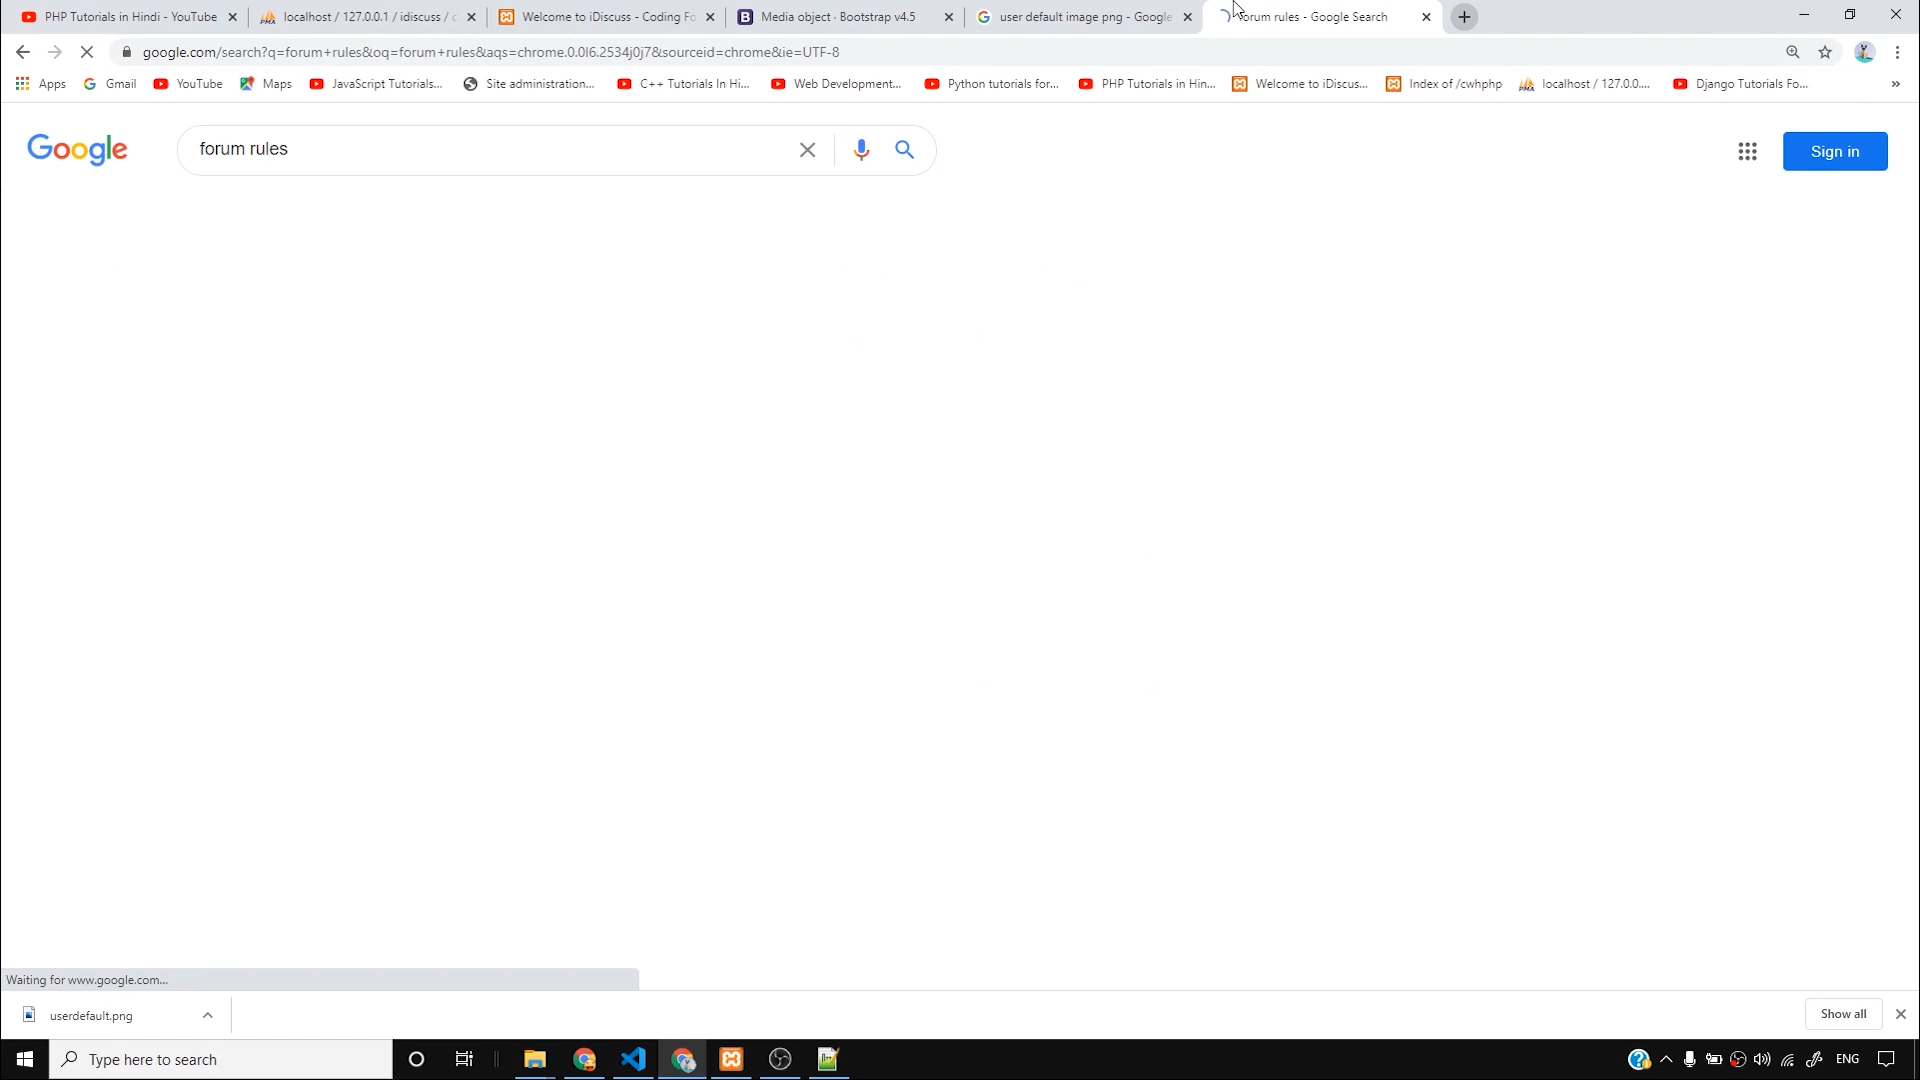 PHP Tutorials in Hindi - YouTube
localhost / 127.0.0.1 / idiscuss / c
Welcome to iDiscuss - Coding Fo
Media object · Bootstrap v4.5
user default image png - Google
forum rules - Google Search
google.com/search?q=forum+rules&oq=forum+rules&aqs=chrome.0.0l6.2534j0j7&sourceid=chrome&ie=UTF-8
Apps
Gmail
YouTube
Maps
JavaScript Tutorials...
Site administration...
C++ Tutorials In Hi...
Web Development...
Python tutorials for...
PHP Tutorials in Hin...
Welcome to iDiscus...
Index of /cwhphp
localhost / 127.0.0....
Django Tutorials Fo...
»
Google
forum rules
Sign in
Waiting for www.google.com...
userdefault.png
Show all
Type here to search
ENG